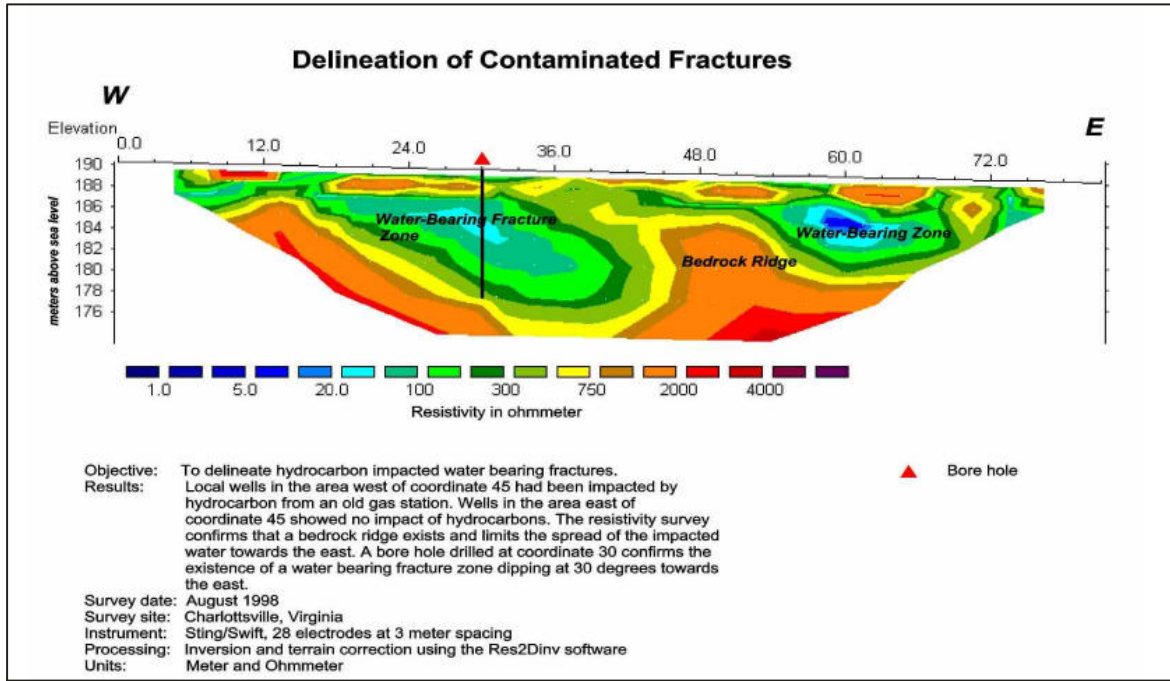 Delineation of Contaminated Fractures
W
E
Elevation
0.0 12.0 24.0 36.0 48.0 60.0 72.0
190
188
186
184
182
180
178
176
meters above sea level
Water-Bearing Fracture
Zone
Bedrock Ridge
Water-Bearing Zone
1.0 5.0 20.0 100 300 750 2000 4000
Resistivity in ohmmeter
Objective: To delineate hydrocarbon impacted water bearing fractures.
Results: Local wells in the area west of coordinate 45 had been impacted by
hydrocarbon from an old gas station. Wells in the area east of
coordinate 45 showed no impact of hydrocarbons. The resistivity survey
confirms that a bedrock ridge exists and limits the spread of the impacted
water towards the east. A bore hole drilled at coordinate 30 confirms the
existence of a water bearing fracture zone dipping at 30 degrees towards
the east.
Survey date: August 1998
Survey site: Charlottsville, Virginia
Instrument: Sting/Swift, 28 electrodes at 3 meter spacing
Processing: Inversion and terrain correction using the Res2Dinv software
Units: Meter and Ohmmeter
Bore hole